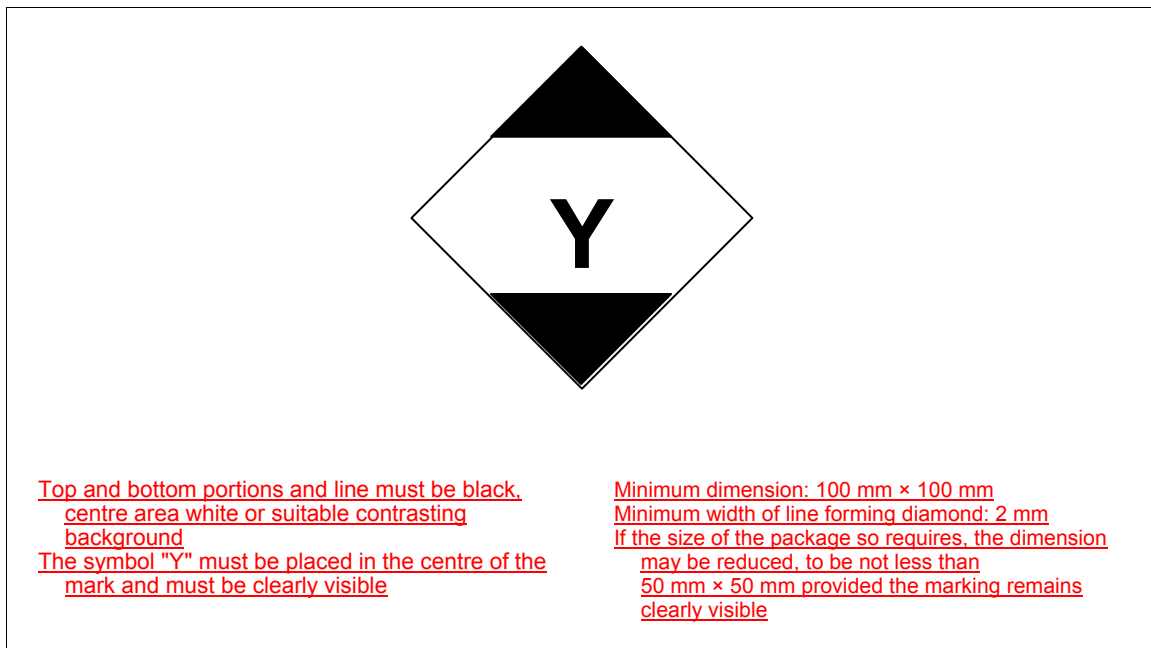 Y
Top and bottom portions and line must be black,
centre area white or suitable contrasting
background
The symbol "Y" must be placed in the centre of the
mark and must be clearly visible
Minimum dimension: 100 mm × 100 mm
Minimum width of line forming diamond: 2 mm
If the size of the package so requires, the dimension
may be reduced, to be not less than
50 mm × 50 mm provided the marking remains
clearly visible